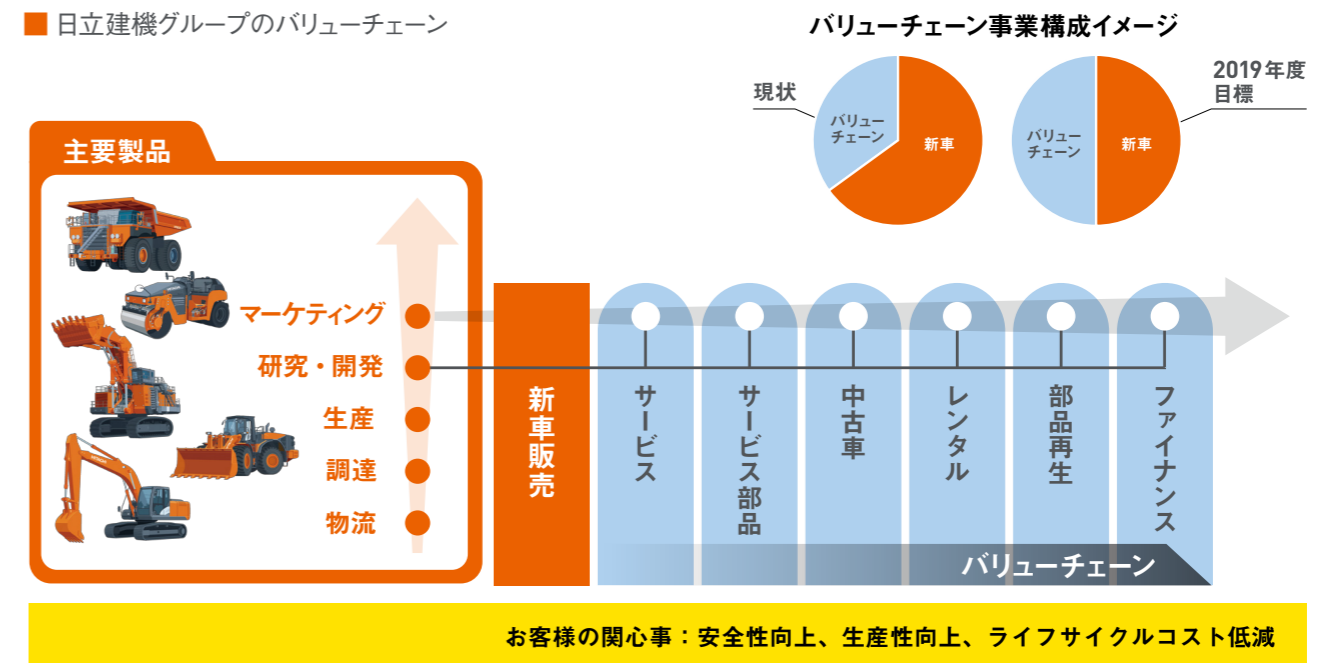 日立建機グループのバリューチェーン
バリューチェーン事業構成イメージ
現状
バリュー
チェーン
新車
バリュー
チェーン
新車
2019年度
目標
主要製品
マーケティング
研究・開発
生産
調達
物流
新車販売
サービス
サービス部品
中古車
レンタル
部品再生
ファイナンス
バリューチェーン
お客様の関心事：安全性向上、生産性向上、ライフサイクルコスト低減